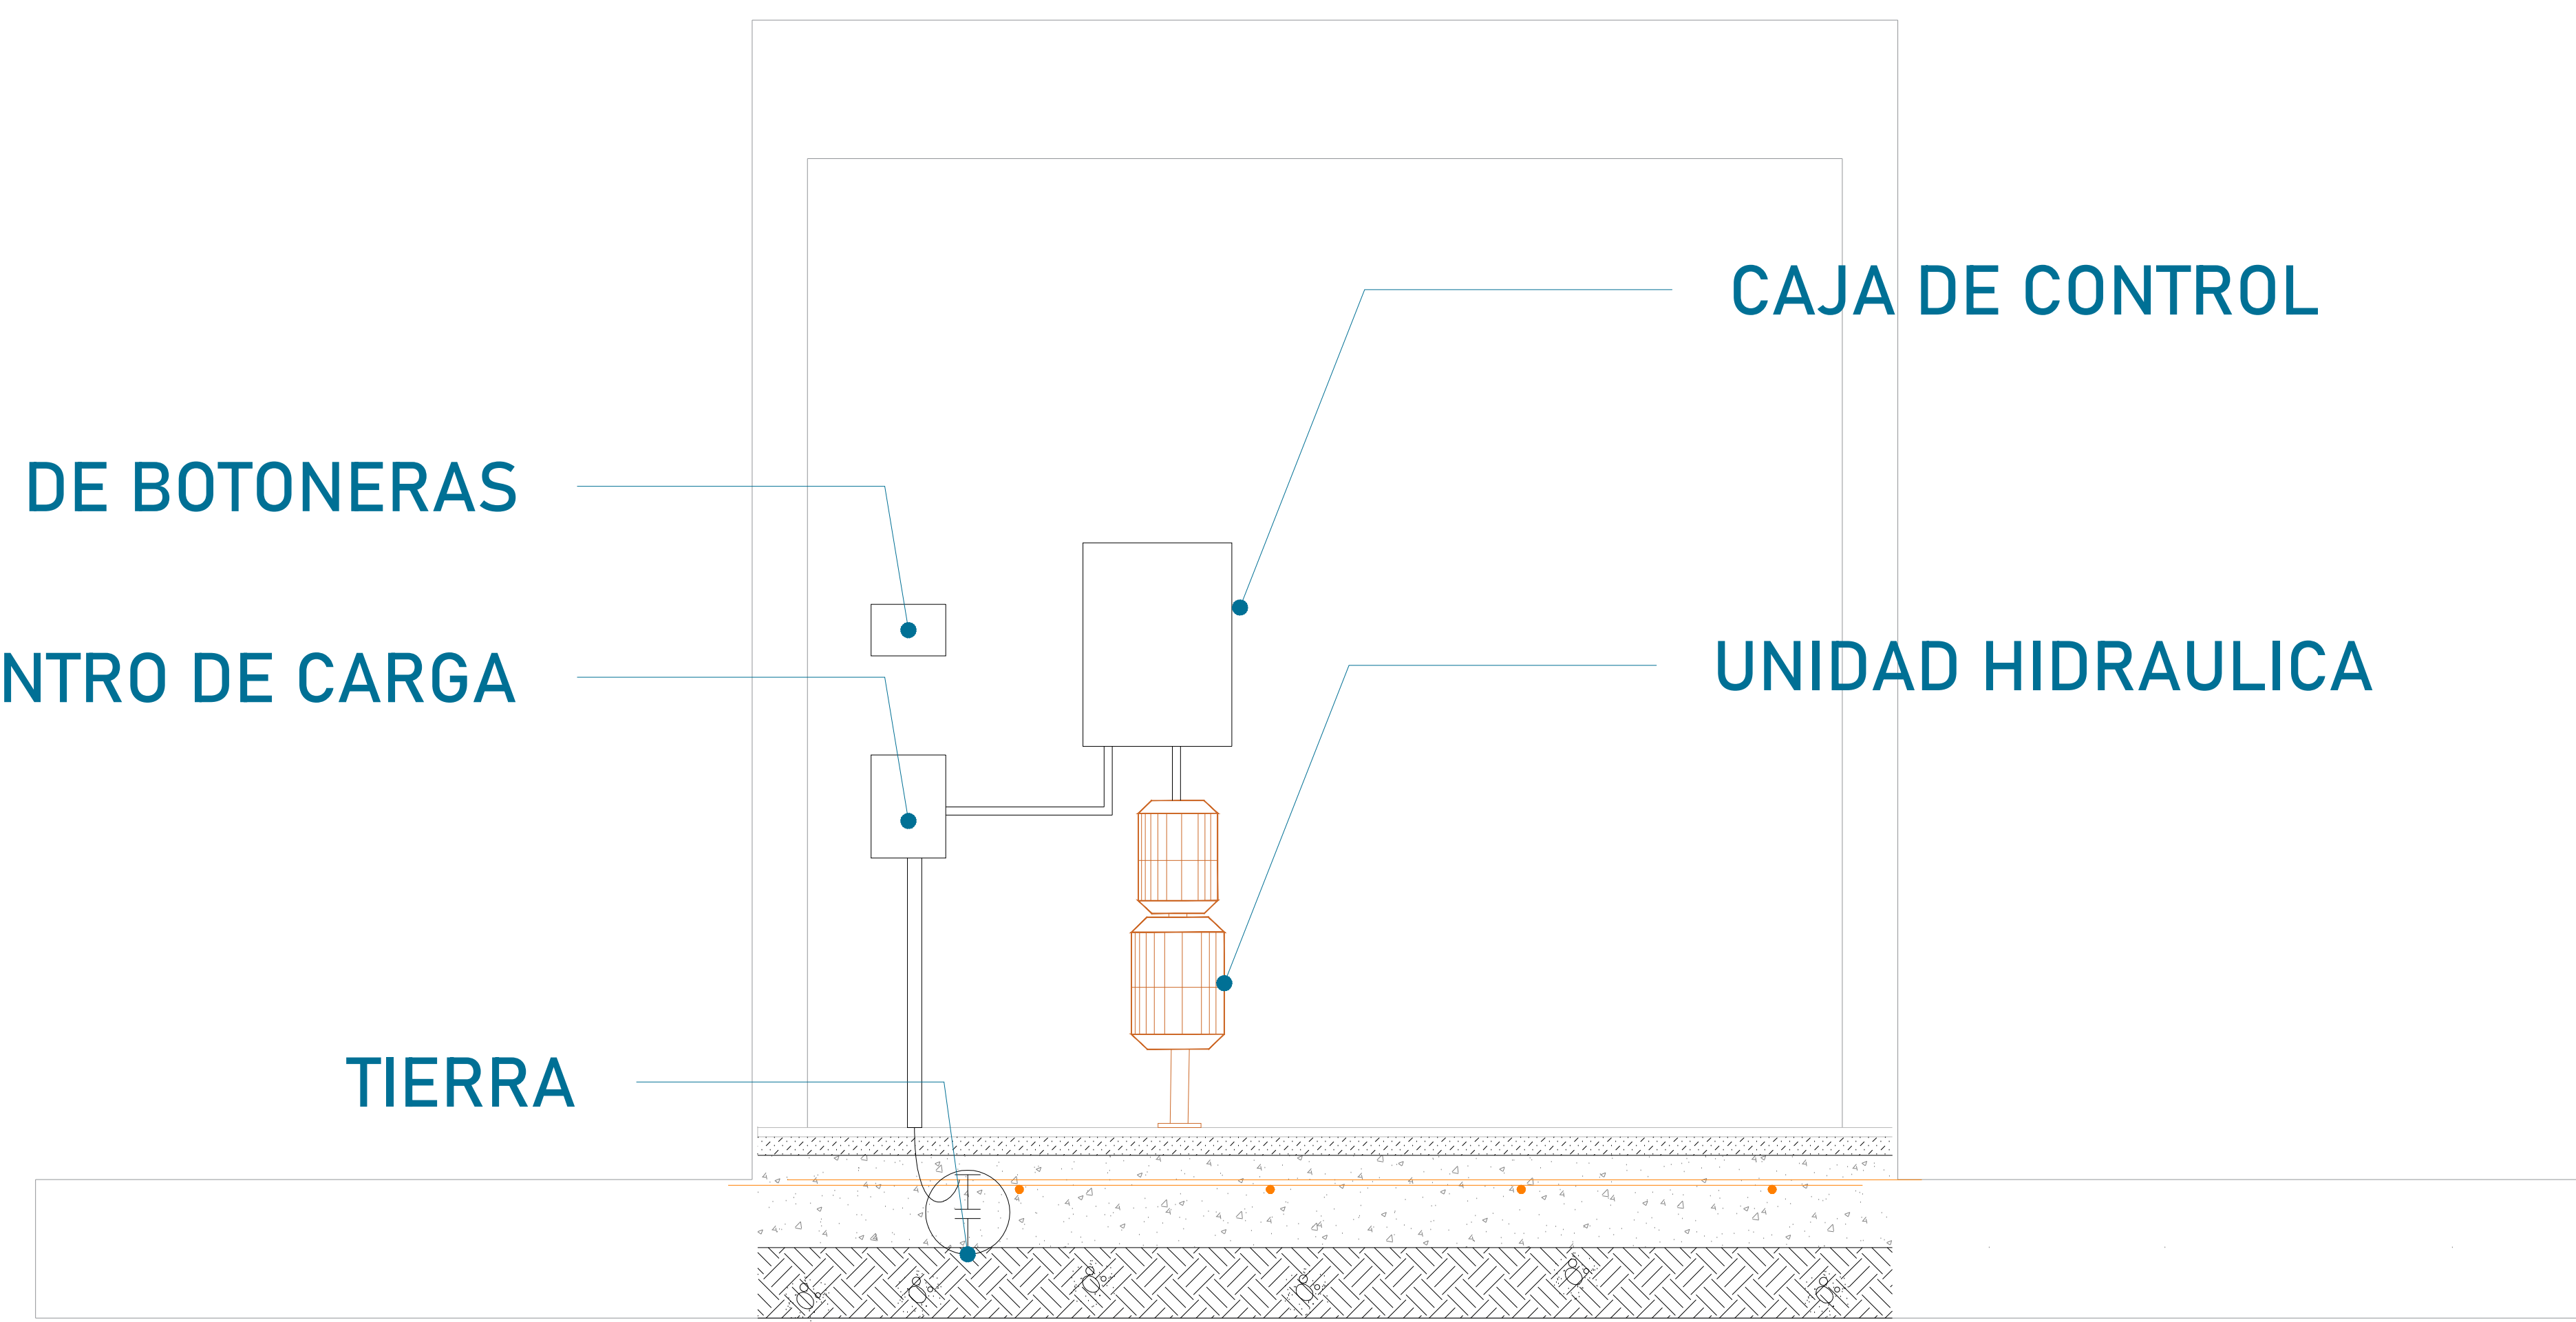 CAJA DE CONTROL
DE BOTONERAS
UNIDAD HIDRAULICA
NTRO DE CARGA
TIERRA